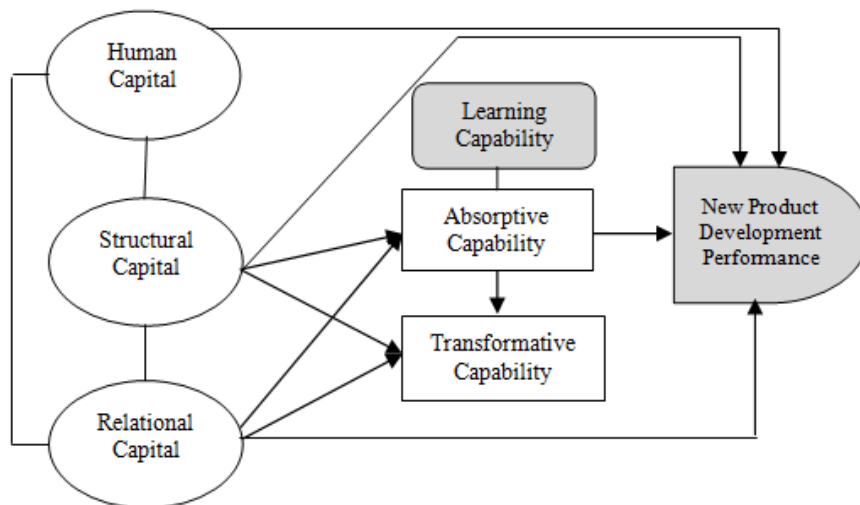 Human
Capital
Learning
Capability
Structural
Capital
Absorptive
Capability
New Product
Development
Performance
Transformative
Capability
Relational
Capital